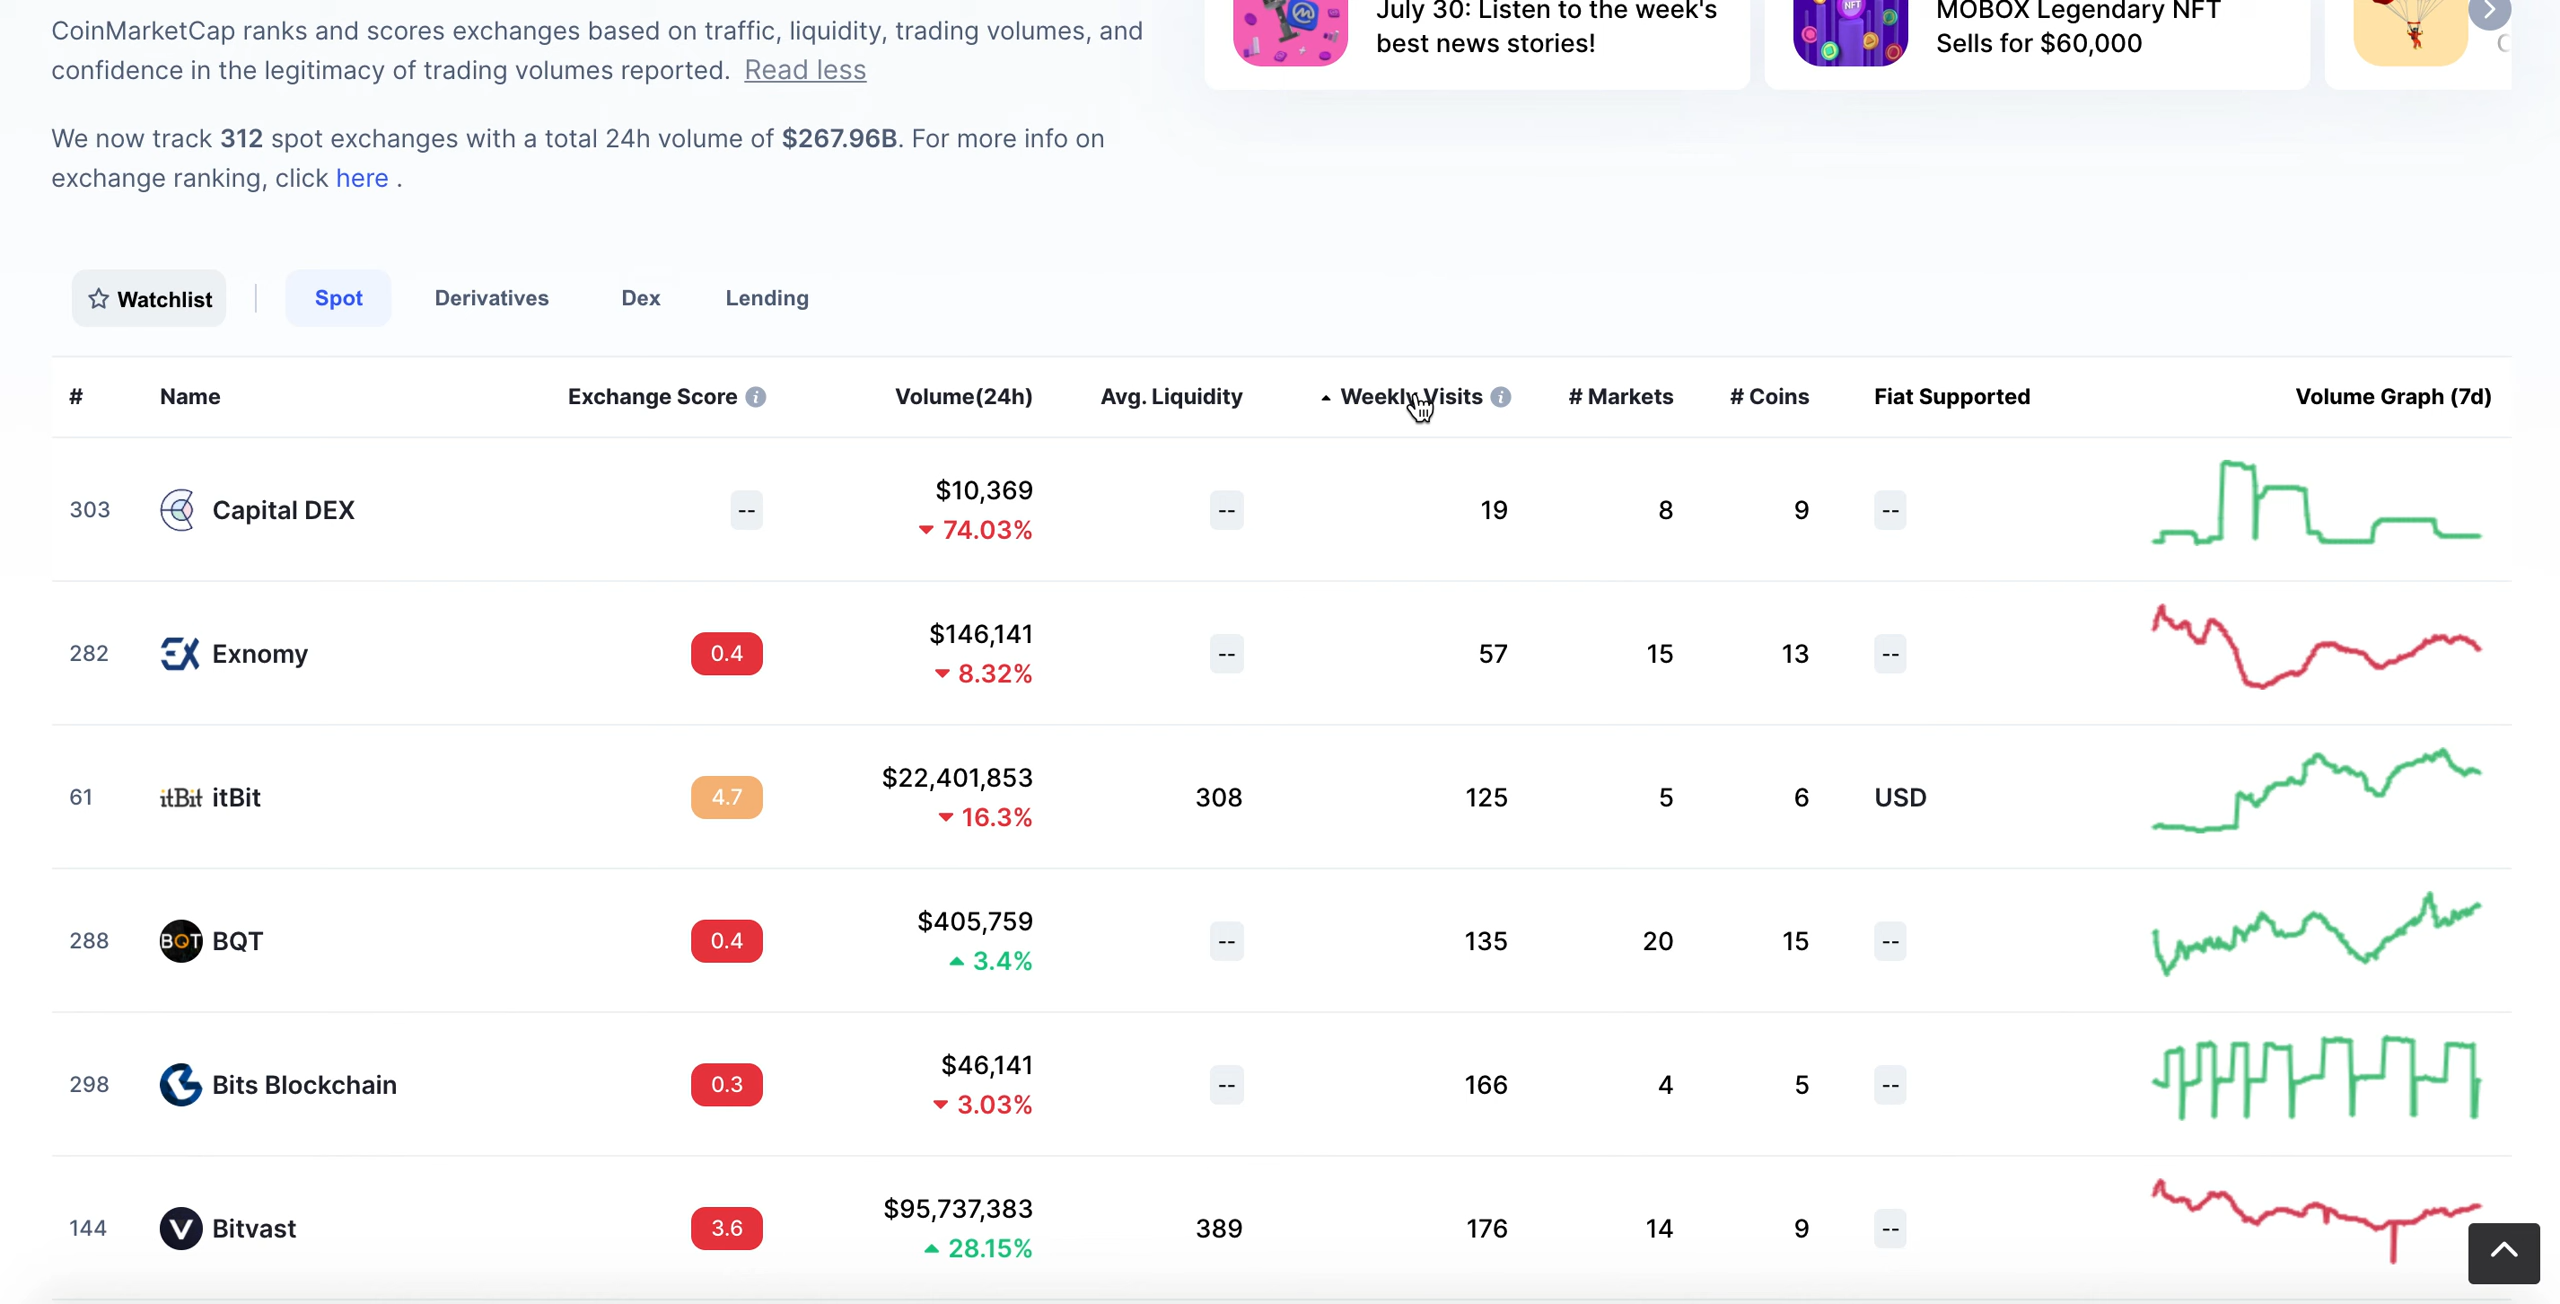 CoinMarketCap ranks and scores exchanges based on traffic, liquidity, trading volumes, and
confidence in the legitimacy of trading volumes reported. Read less
We now track 312 spot exchanges with a total 24h volume of $267.96B. For more info on
exchange ranking, click here .
July 30: Listen to the week's
best news stories!
NFT
MOBOX Legendary NFT
Sells for $60,000
Watchlist Spot Derivatives Dex Lending
# Name Exchange Score Volume(24h) Avg. Liquidity Weekly Visits # Markets # Coins Fiat Supported Volume Graph (7d)
303 Capital DEX -- $10,369 -- 19 8 9 --
74.03%
282 EX Exnomy 0.4 $146,141 -- 57 15 13 --
8.32%
61 itBit itBit 4.7 $22,401,853 308 125 5 6 USD
16.3%
288 BQT BQT 0.4 $405,759 -- 135 20 15 --
3.4%
298 Bits Blockchain 0.3 $46,141 -- 166 4 5 --
3.03%
144 Bitvast 3.6 $95,737,383 389 176 14 9 --
28.15%